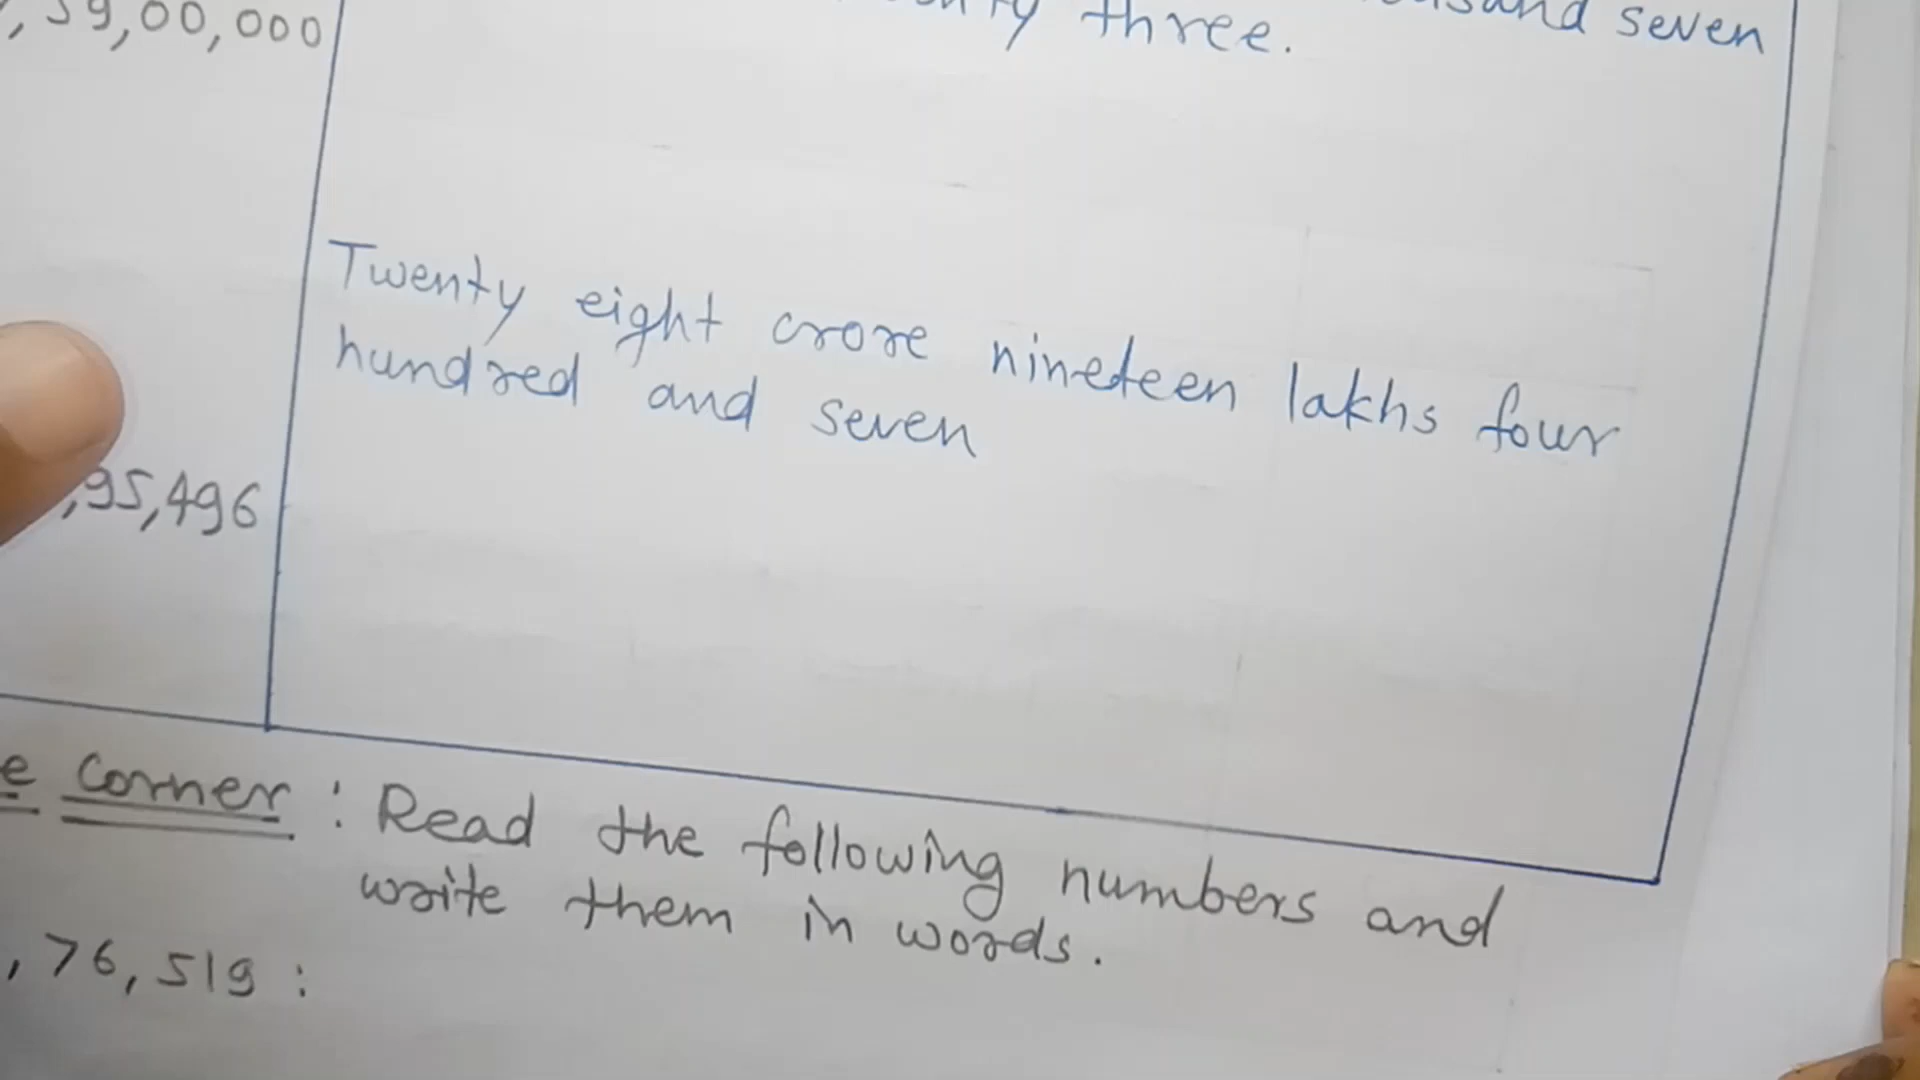 seven
three.
59,00,000
Twenty eight crore nineteen lakhs four
hundred and seven
,95,496
e Corner : Read the following numbers and
write them in words.
, 76, 519 :